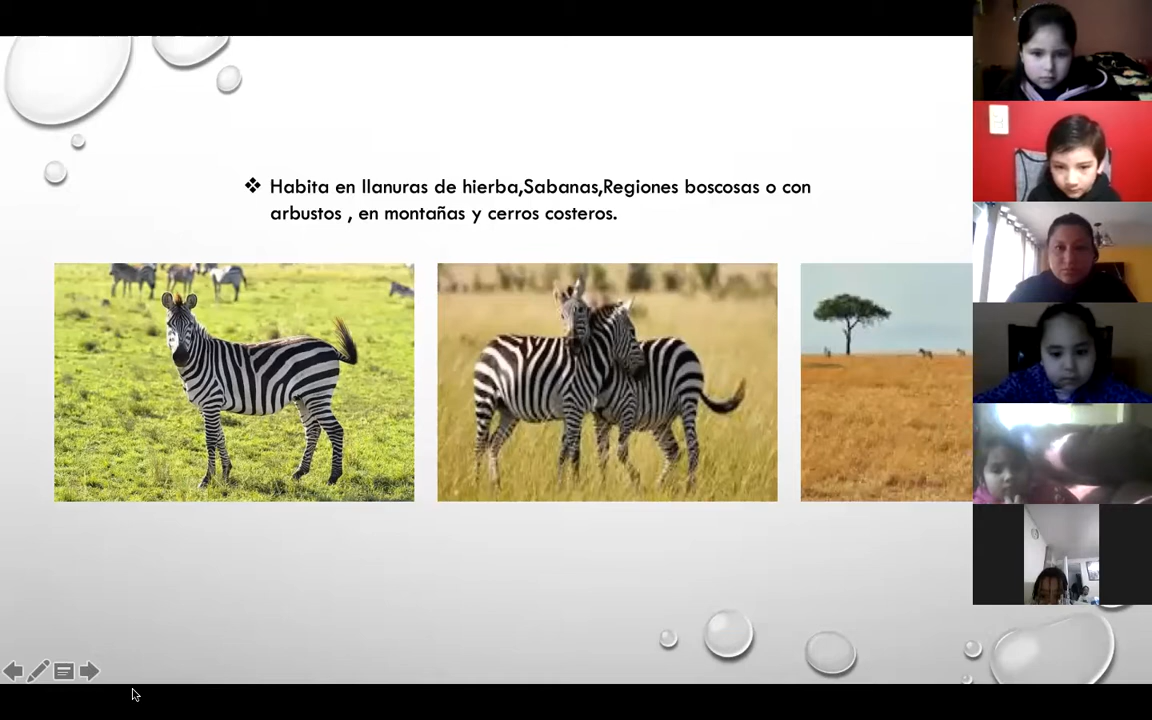 Habita en llanuras de hierba,Sabanas,Regiones boscosas o con
arbustos , en montañas y cerros costeros.